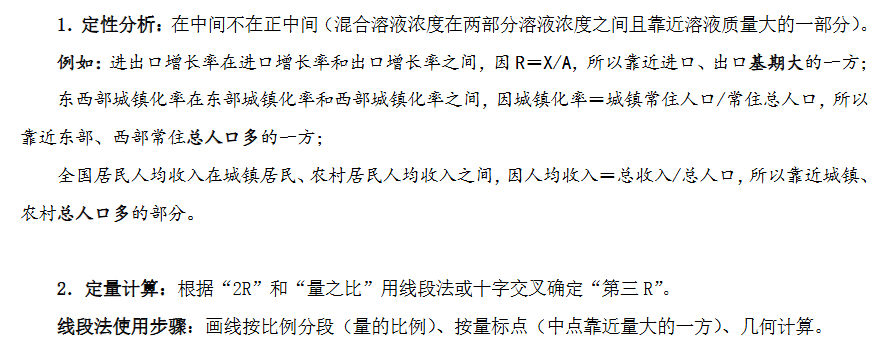 1．定性分析：在中间不在正中间（混合溶液浓度在两部分溶液浓度之间且靠近溶液质量大的一部分）。
例如：进出口增长率在进口增长率和出口增长率之间，因 R＝X/A，所以靠近进口、出口基期大的一方；
东西部城镇化率在东部城镇化率和西部城镇化率之间，因城镇化率＝城镇常住人口/常住总人口，所以
靠近东部、西部常住总人口多的一方；
全国居民人均收入在城镇居民、农村居民人均收入之间，因人均收入＝总收入/总人口，所以靠近城镇、
农村总人口多的部分。
2．定量计算：根据“2R”和“量之比”用线段法或十字交叉确定“第三 R”。
线段法使用步骤：画线按比例分段（量的比例）、按量标点（中点靠近量大的一方）、几何计算。